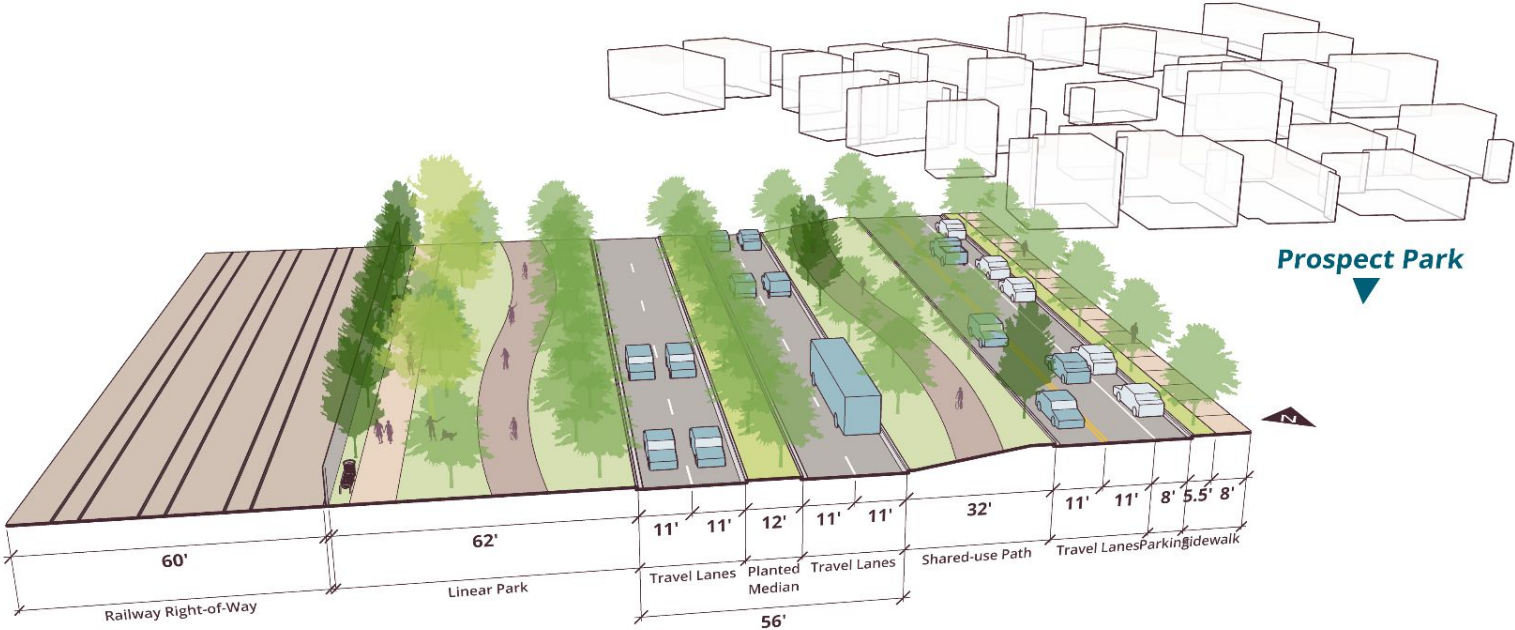 Prospect Park
N
60'
62'
11'
11'
12'
11'
11'
32'
11'
11'
8'
5.5'
8'
Railway Right-of-Way
Linear Park
Travel Lanes
Planted
Median
Travel Lanes
Shared-use Path
Travel Lanes
Parking
Sidewalk
56'